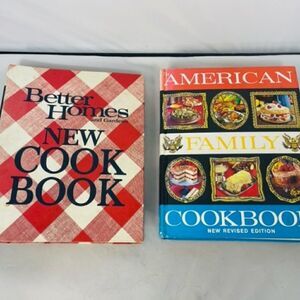 Better
Homes
and Gardens
NEW
COOK
BOOK
AMERICAN
FAMILY
COOKBOOK
NEW REVISED EDITION